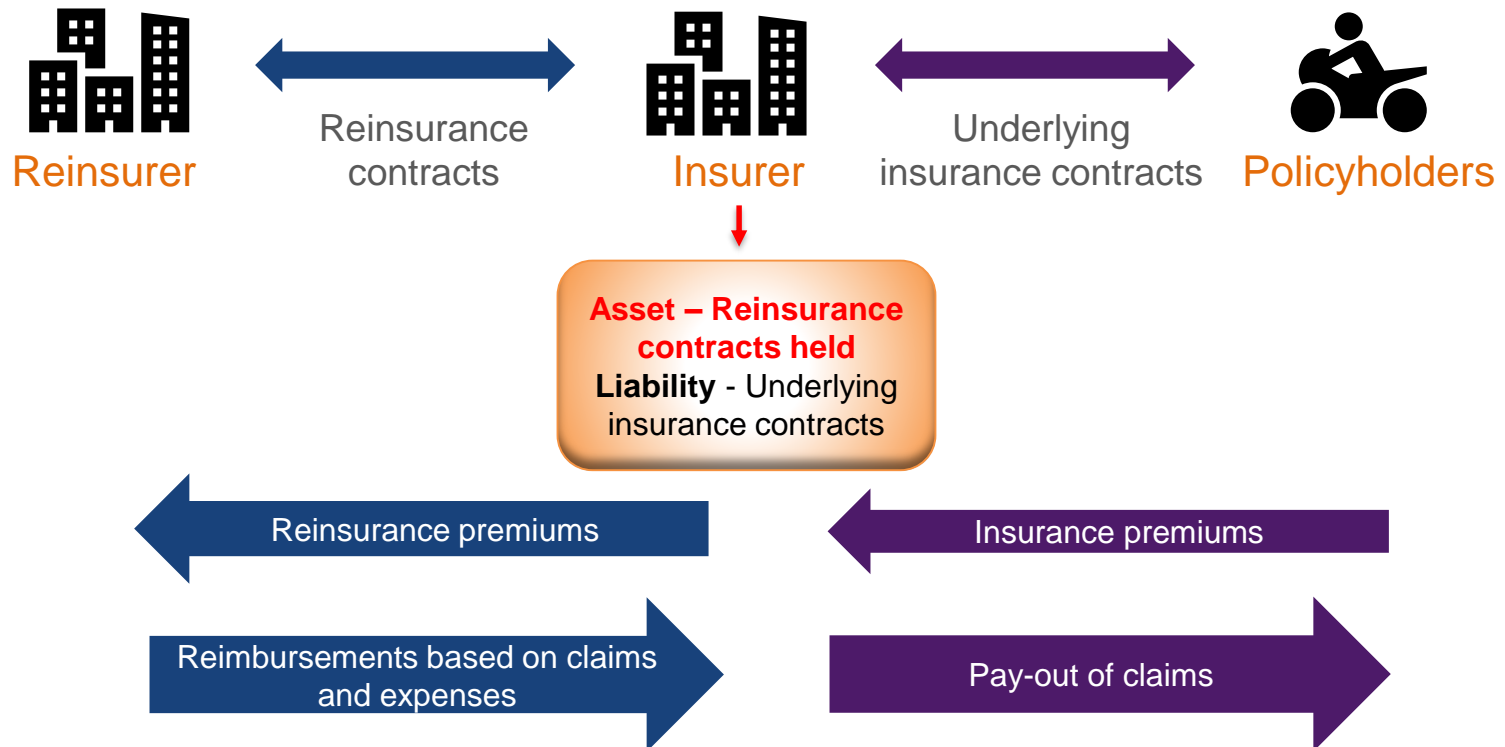 Reinsurer
Reinsurance
contracts
Insurer
Underlying
insurance contracts
Policyholders
Asset – Reinsurance
contracts held
Liability - Underlying
insurance contracts
Reinsurance premiums
Insurance premiums
Reimbursements based on claims
and expenses
Pay-out of claims